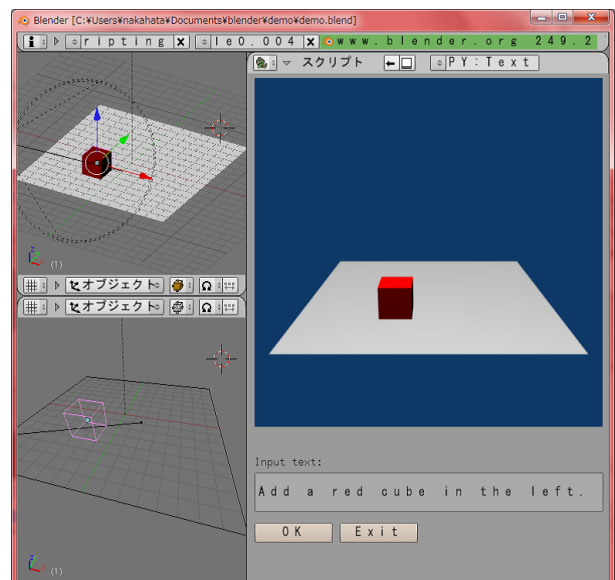 Blender [C:¥Users¥nakahata¥Documents¥blender¥demo¥demo.blend]
ripting le0.004 www.blender.org 249.2
スクリプト PY:Text
z
(1)
オブジェクト
オブジェクト
z
(1)
Input text:
Add a red cube in the left.
OK Exit